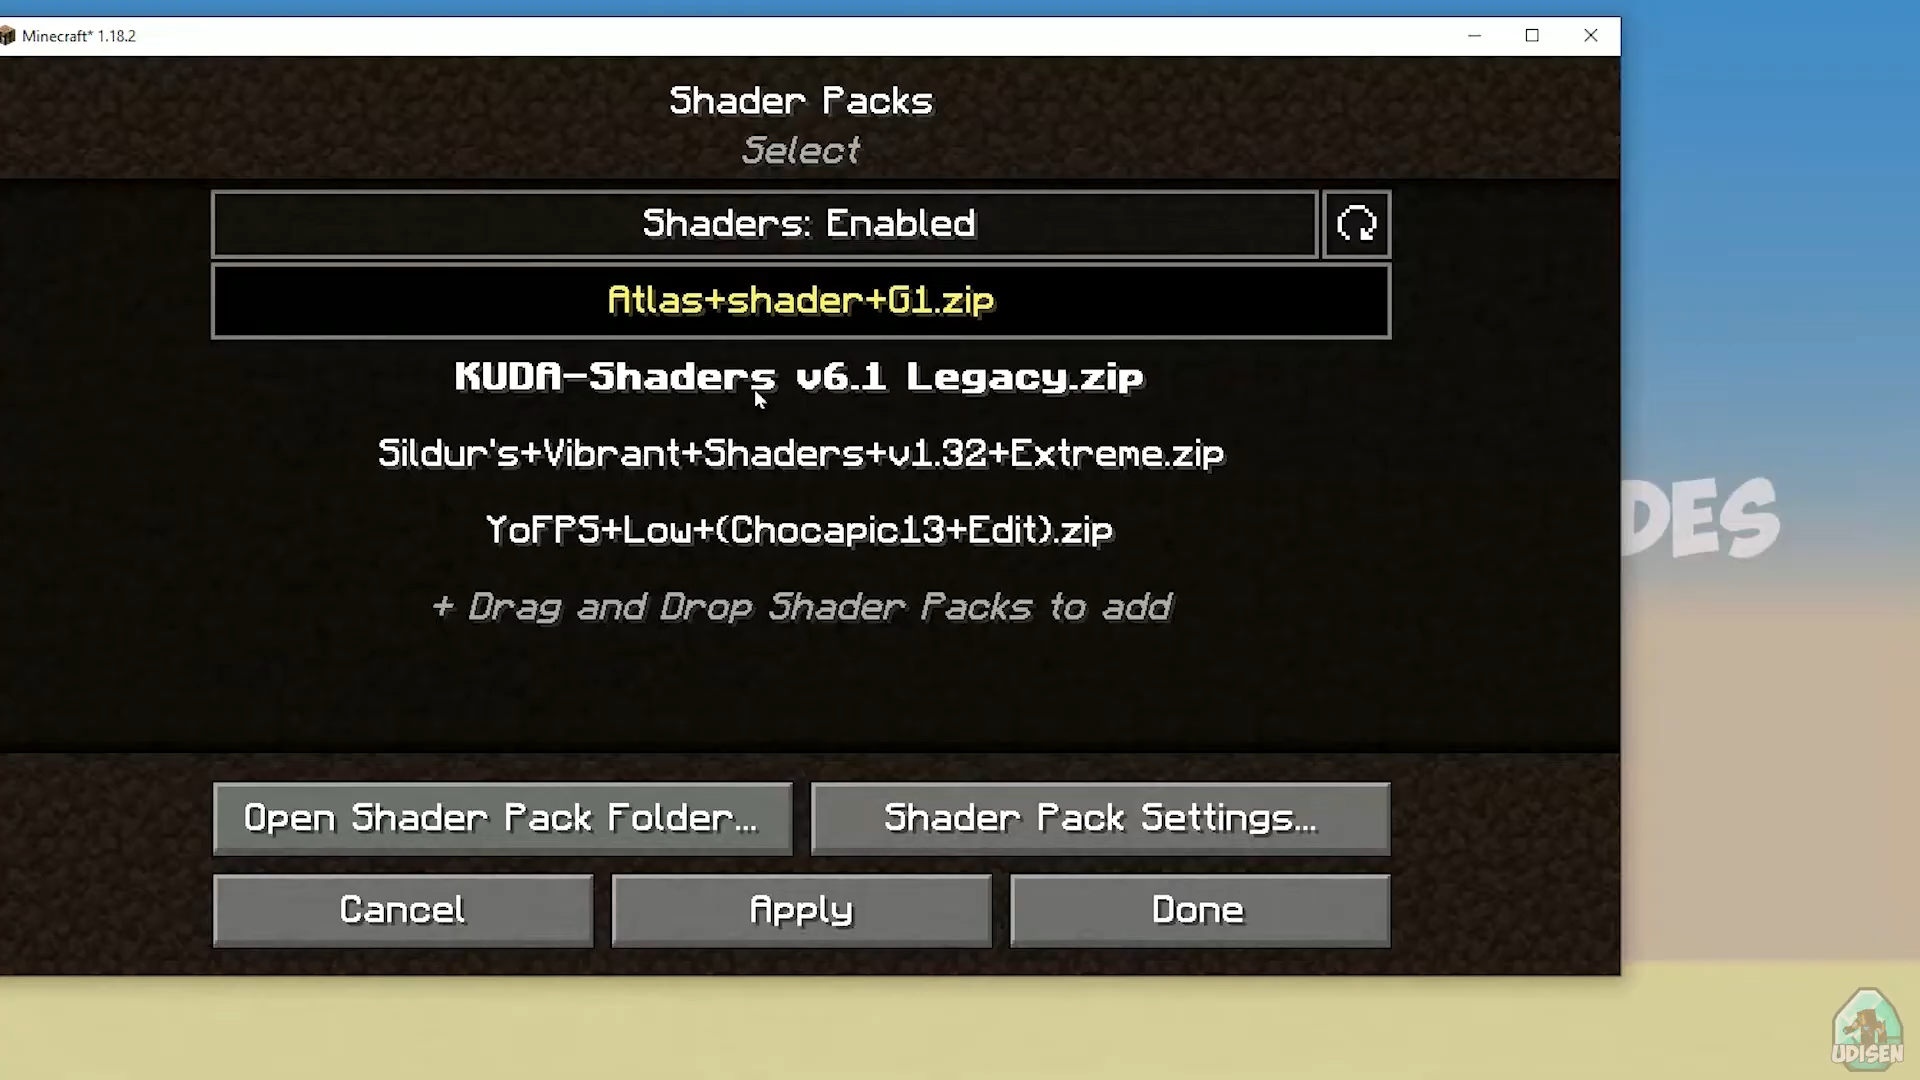 Minecraft* 1.18.2
Shader Packs
Select
Shaders: Enabled
Atlas+shader+G1.zip
KUDA-Shaders v6.1 Legacy.zip
Sildur's+Vibrant+Shaders+v1.32+Extreme.zip
YoFPS+Low+(Chocapic13+Edit).zip
+ Drag and Drop Shader Packs to add
DES
Open Shader Pack Folder...
Shader Pack Settings...
Cancel
Apply
Done
UDISEN